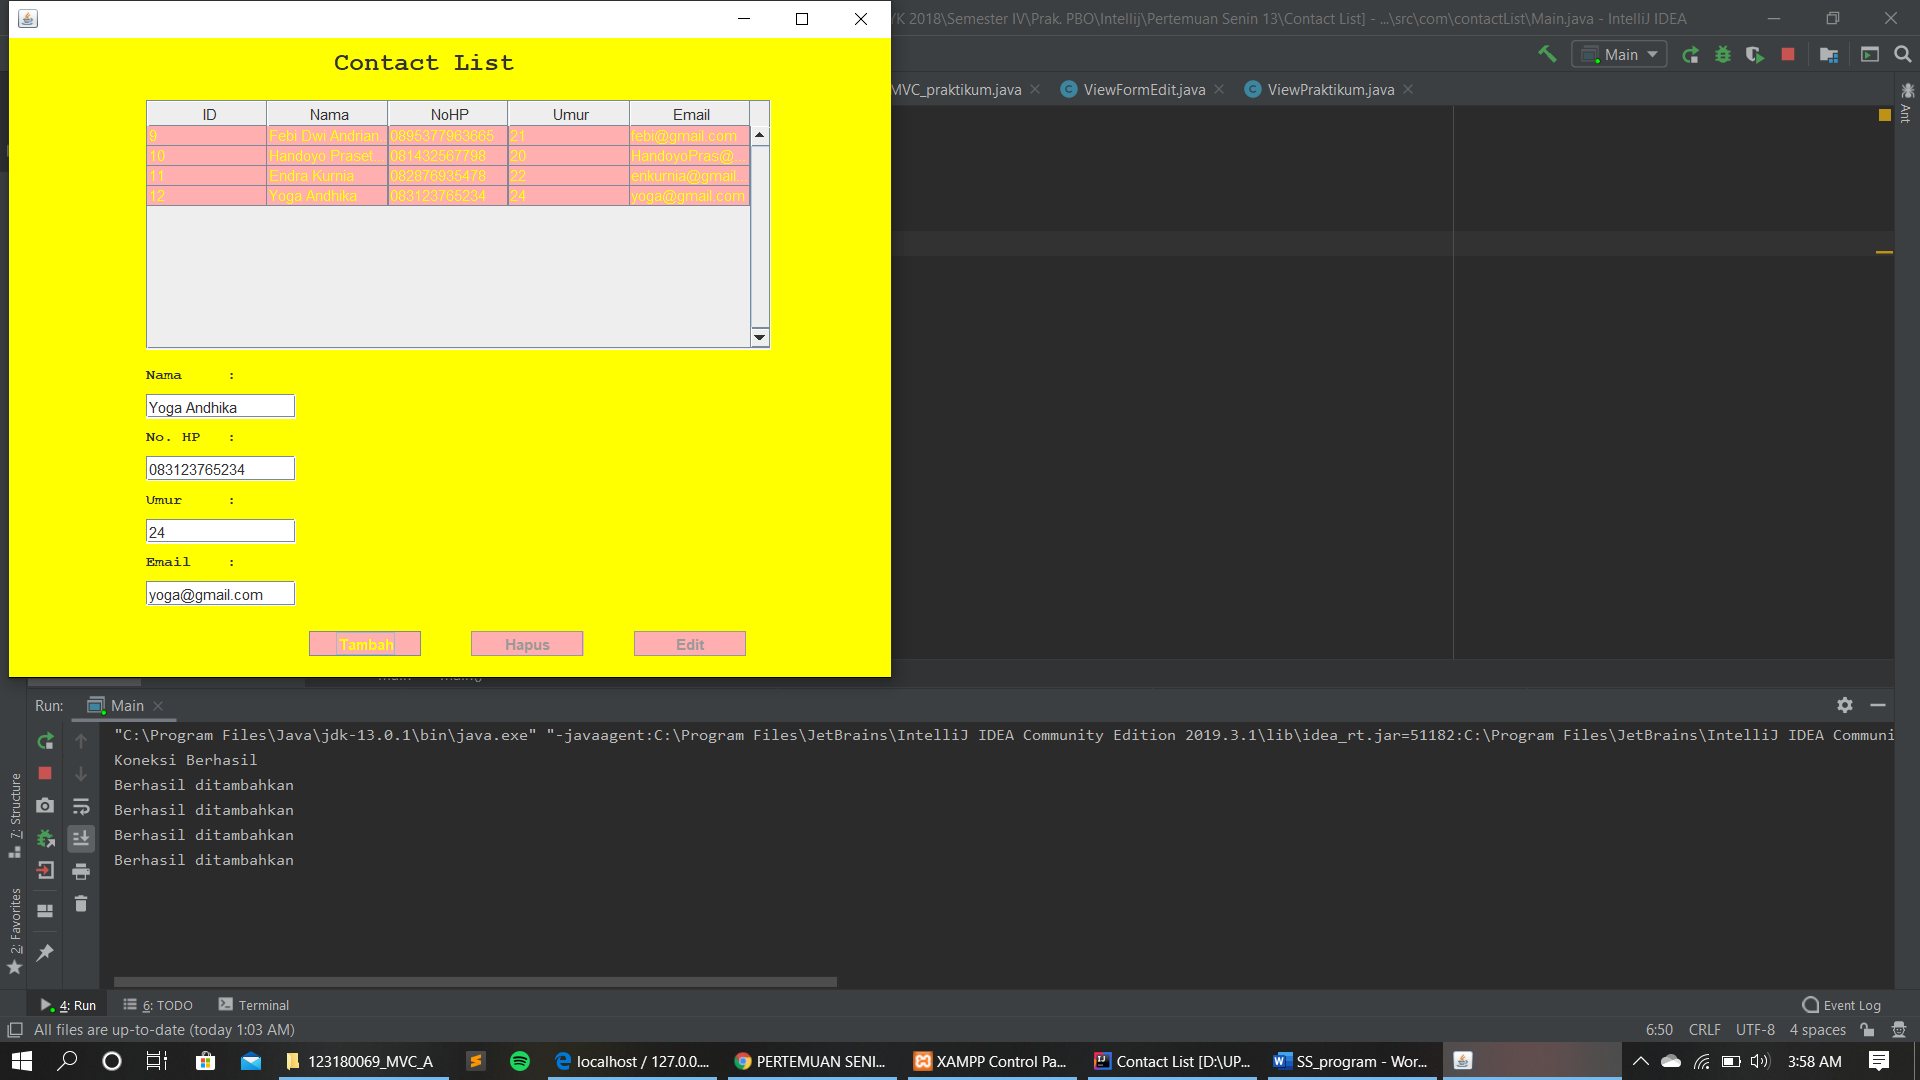 /K 2018\Semester IV\Prak. PBO\Intellij\Pertemuan Senin 13\Contact List] - ...\src\com\contactList\Main.java - IntelliJ IDEA
Main
MVC_praktikum.java
ViewFormEdit.java
ViewPraktikum.java
Ant
Contact List
ID Nama NoHP Umur Email
9 Febi Dwi Andrian... 0895377963665 21 febi@gmail.com
10 Handoyo Praset... 081432567798 20 HandoyoPras@...
11 Endra Kurnia 082876935478 22 enkurnia@gmail...
12 Yoga Andhika 083123765234 24 yoga@gmail.com
Nama :
Yoga Andhika
No. HP :
083123765234
Umur :
24
Email :
yoga@gmail.com
Tambah Hapus Edit
Run: Main
"C:\Program Files\Java\jdk-13.0.1\bin\java.exe" "-javaagent:C:\Program Files\JetBrains\IntelliJ IDEA Community Edition 2019.3.1\lib\idea_rt.jar=51182:C:\Program Files\JetBrains\IntelliJ IDEA Communi
Koneksi Berhasil
Berhasil ditambahkan
Berhasil ditambahkan
Berhasil ditambahkan
Berhasil ditambahkan
7: Structure
2: Favorites
4: Run 6: TODO Terminal Event Log
All files are up-to-date (today 1:03 AM) 6:50 CRLF UTF-8 4 spaces
123180069_MVC_A localhost / 127.0.0.... PERTEMUAN SENI... XAMPP Control Pa... Contact List [D:\UP... SS_program - Wor... 3:58 AM